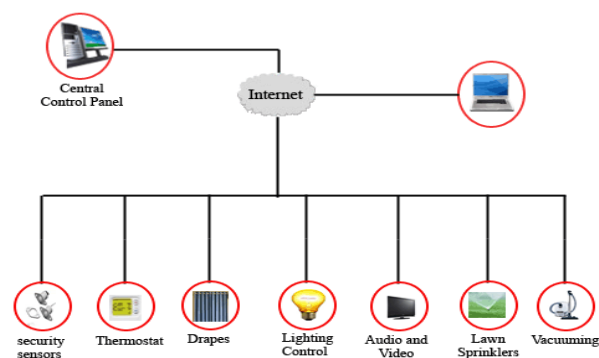 Central
Control Panel
Internet
security
sensors
Thermostat
Drapes
Lighting
Control
Audio and
Video
Lawn
Sprinklers
Vacuuming